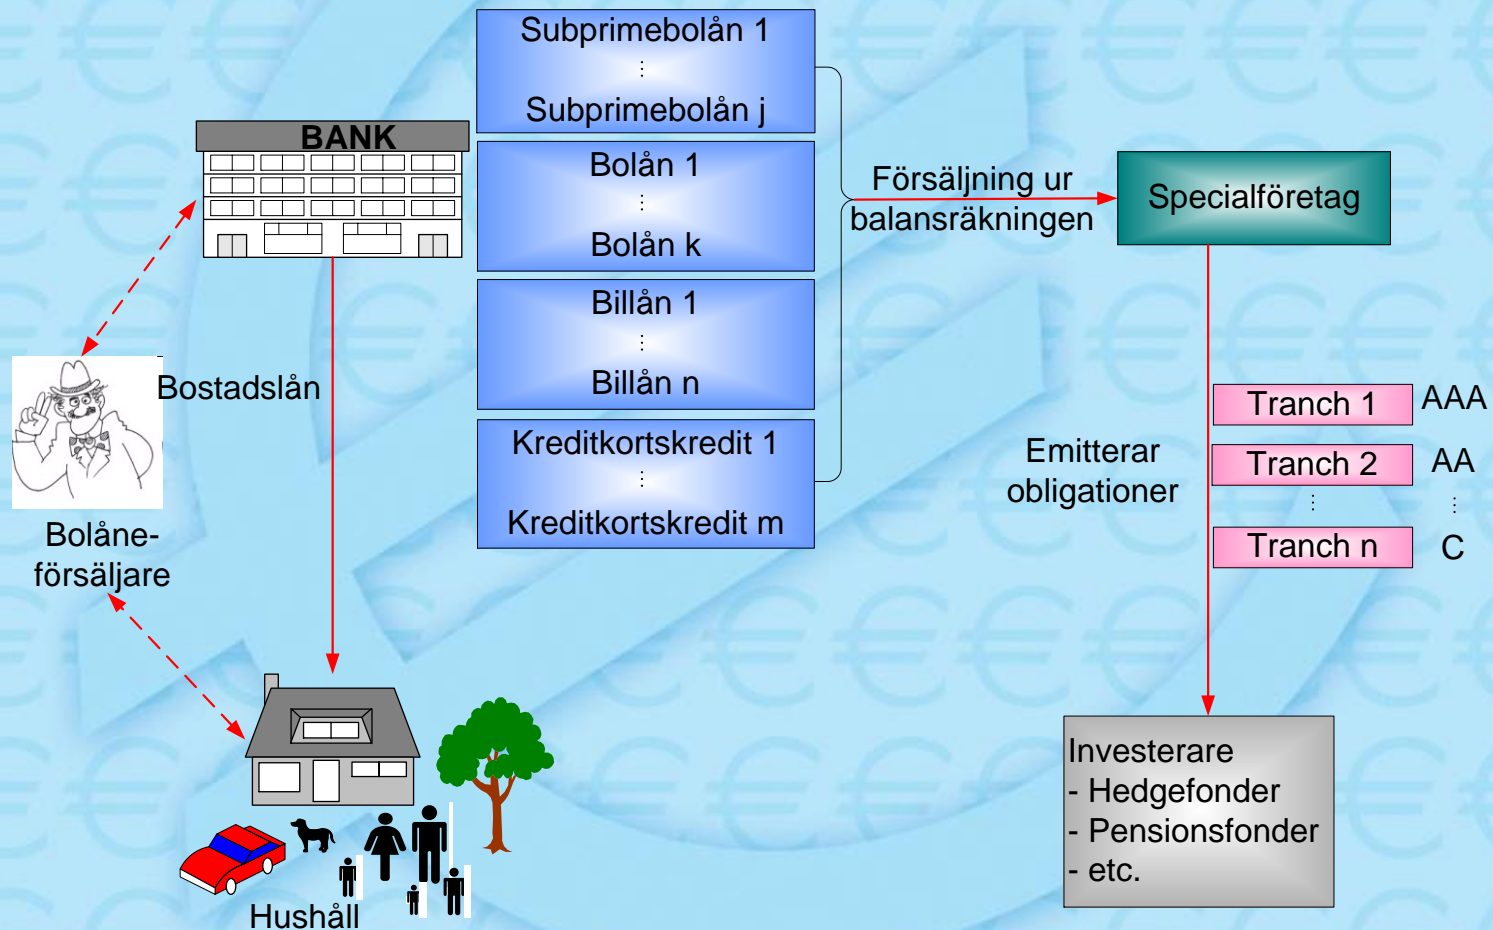 Subprimebolån 1
⋮
Subprimebolån j
BANK
Bolån 1
⋮
Bolån k
Billån 1
⋮
Billån n
Kreditkortskredit 1
⋮
Kreditkortskredit m
Försäljning ur
balansräkningen
Specialföretag
Bostadslån
Bolåne-
försäljare
Emitterar
obligationer
Tranch 1 AAA
Tranch 2 AA
⋮ ⋮
Tranch n C
Investerare
- Hedgefonder
- Pensionsfonder
- etc.
Hushåll